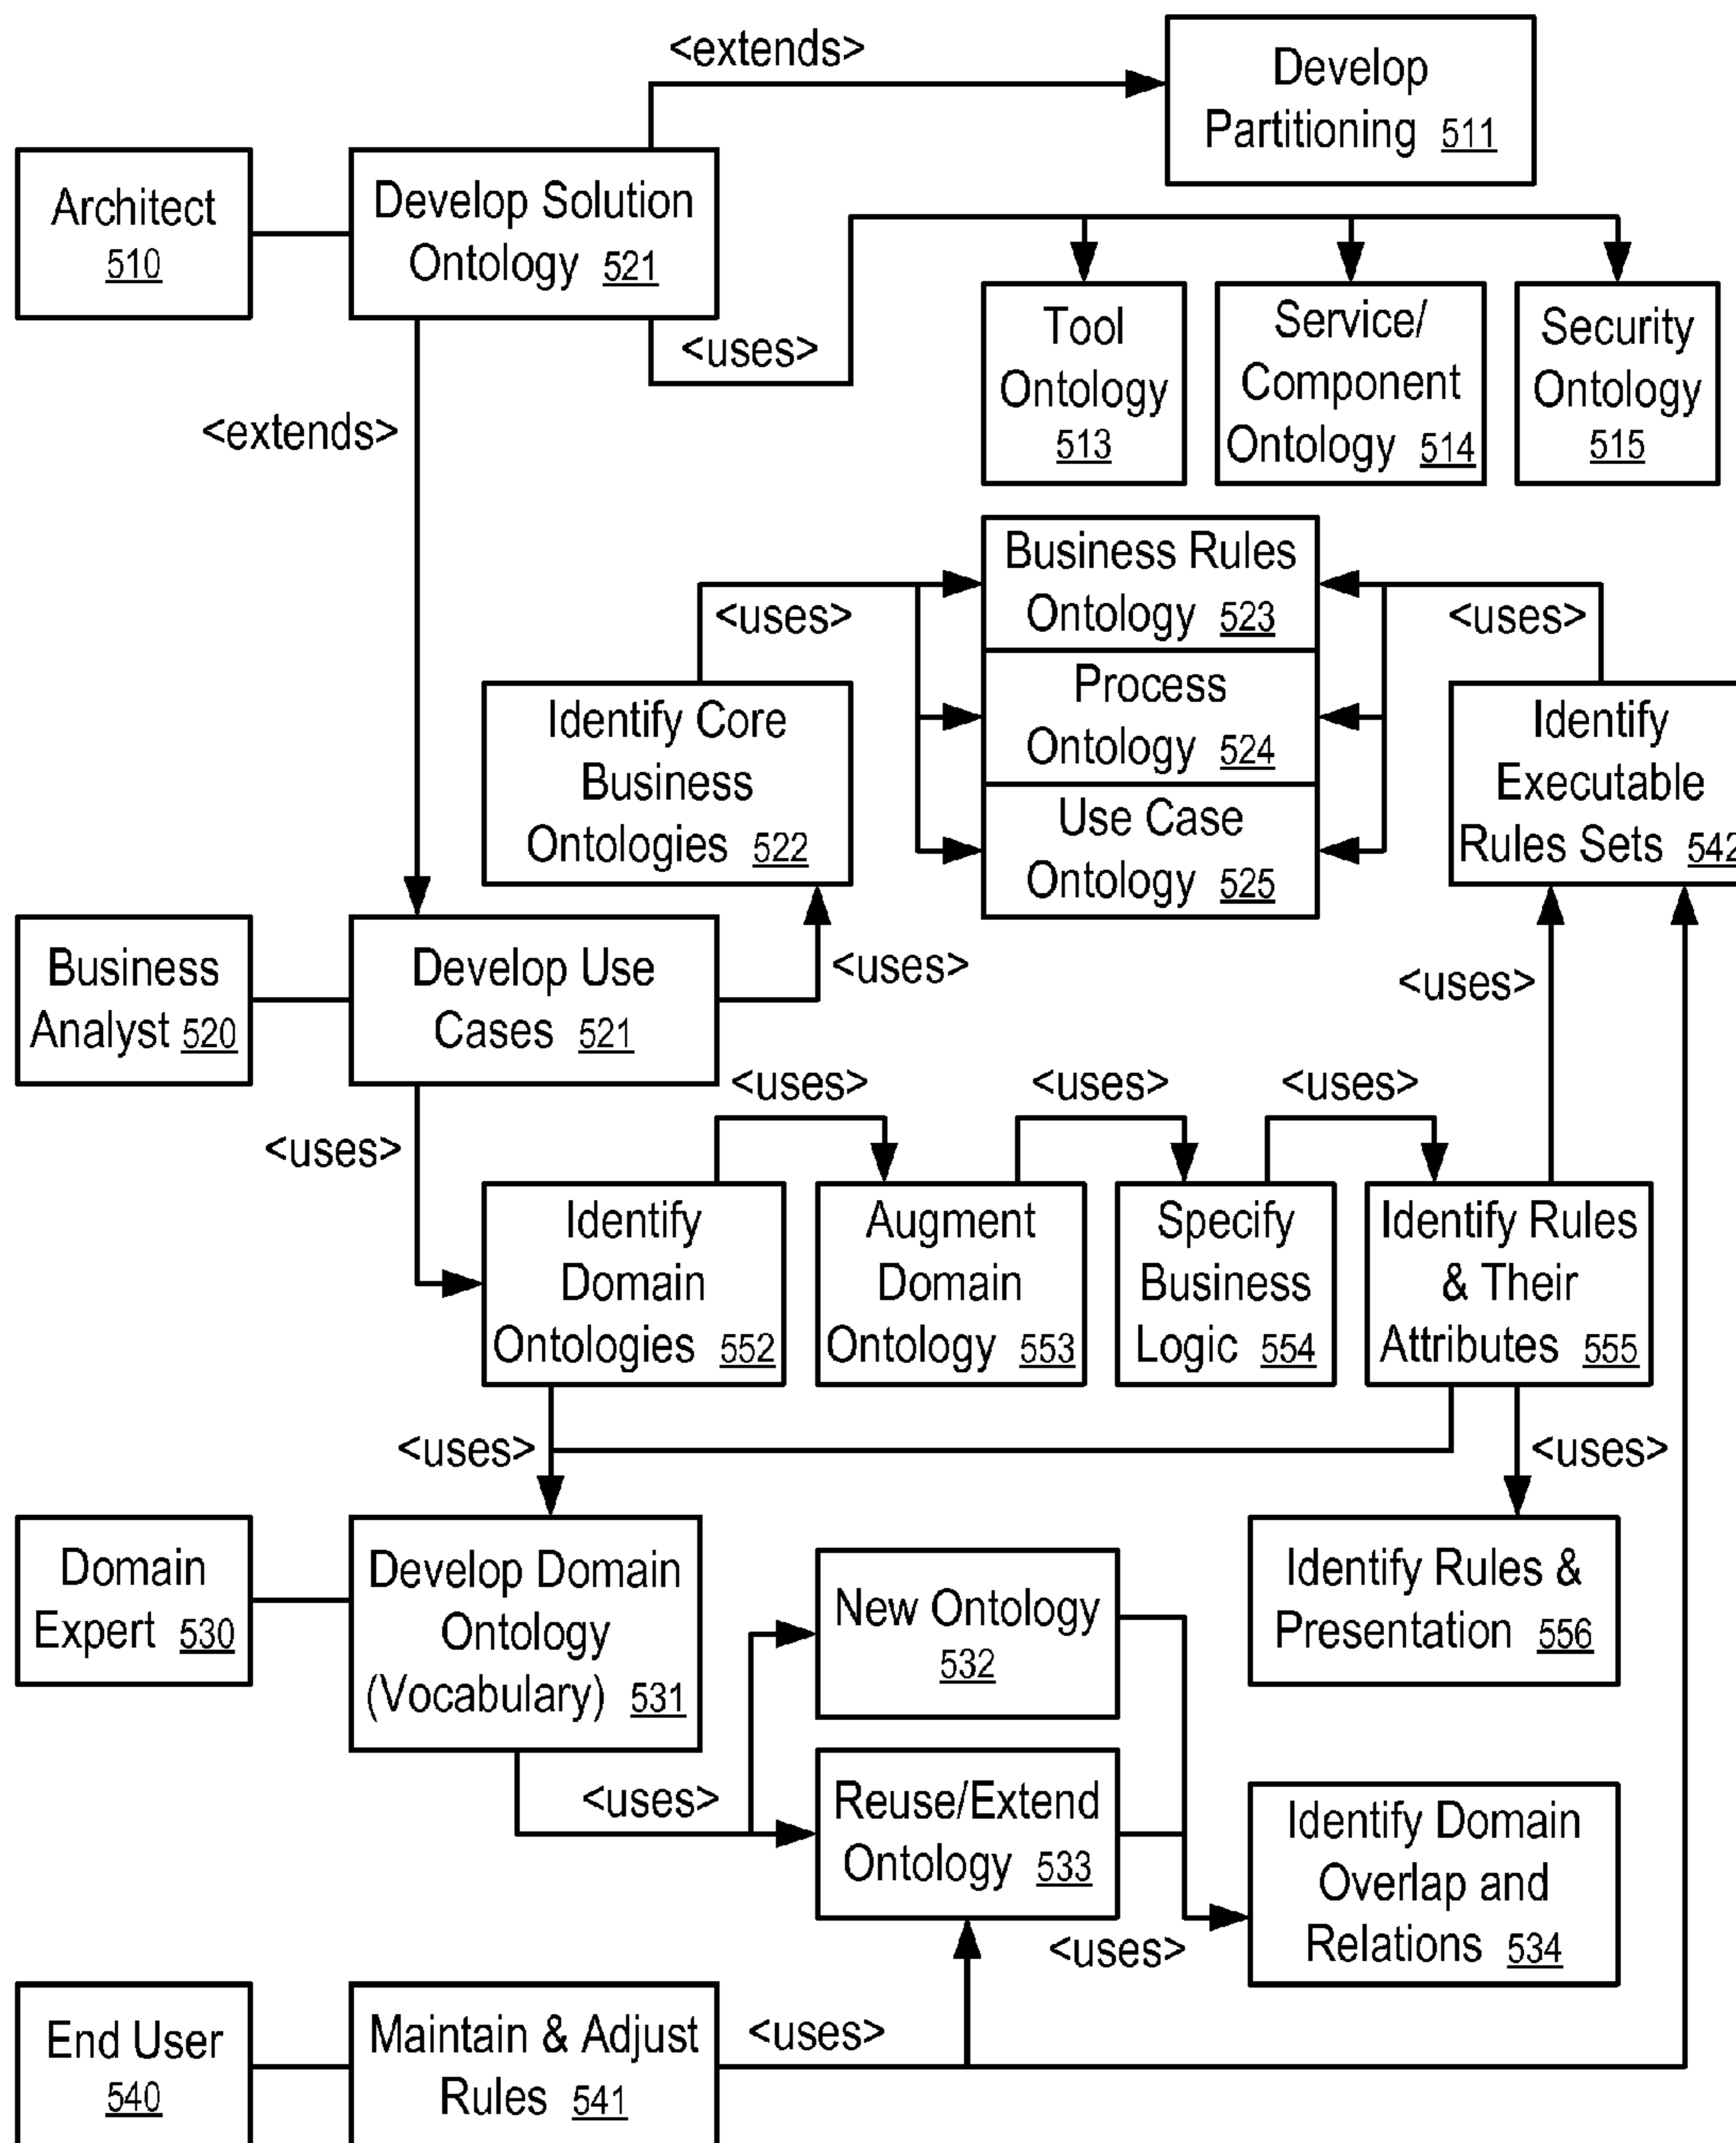 <extends>
Develop
Partitioning 511
Architect
510
Develop Solution
Ontology 521
<uses>
Tool
Ontology
513
Service/
Component
Ontology 514
Security
Ontology
515
<extends>
Business Rules
Ontology 523
<uses>
<uses>
Process
Ontology 524
Identify Core
Business
Ontologies 522
Identify
Executable
Rules Sets 542
Use Case
Ontology 525
Business
Analyst 520
Develop Use
Cases 521
<uses>
<uses>
<uses>
<uses>
<uses>
<uses>
Identify
Domain
Ontologies 552
Augment
Domain
Ontology 553
Specify
Business
Logic 554
Identify Rules
& Their
Attributes 555
<uses>
<uses>
Domain
Expert 530
Develop Domain
Ontology
(Vocabulary) 531
New Ontology
532
Identify Rules &
Presentation 556
<uses>
Reuse/Extend
Ontology 533
Identify Domain
Overlap and
Relations 534
<uses>
End User
540
Maintain & Adjust
Rules 541
<uses>